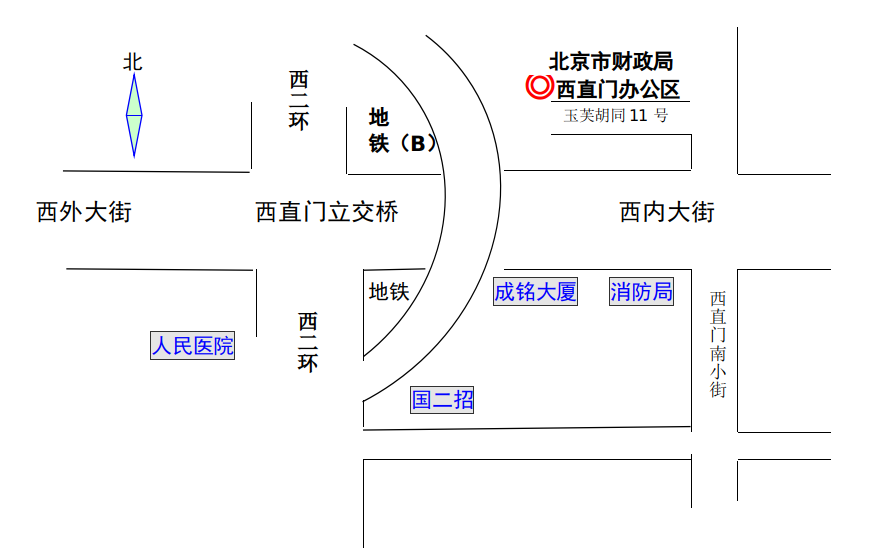 北
西二环
地
铁（B）
北京市财政局
西直门办公区
玉芙胡同 11 号
西外大街
西直门立交桥
西内大街
地铁
成铭大厦
消防局
西直门南小街
西二环
人民医院
国二招